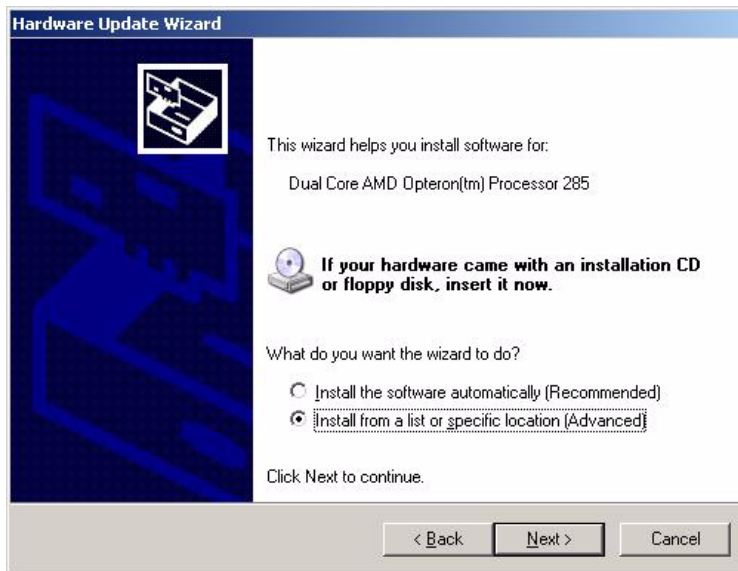 Hardware Update Wizard
This wizard helps you install software for:
Dual Core AMD Opteron(tm) Processor 285
If your hardware came with an installation CD
or floppy disk, insert it now.
What do you want the wizard to do?
Install the software automatically (Recommended)
Install from a list or specific location (Advanced)
Click Next to continue.
< Back
Next >
Cancel